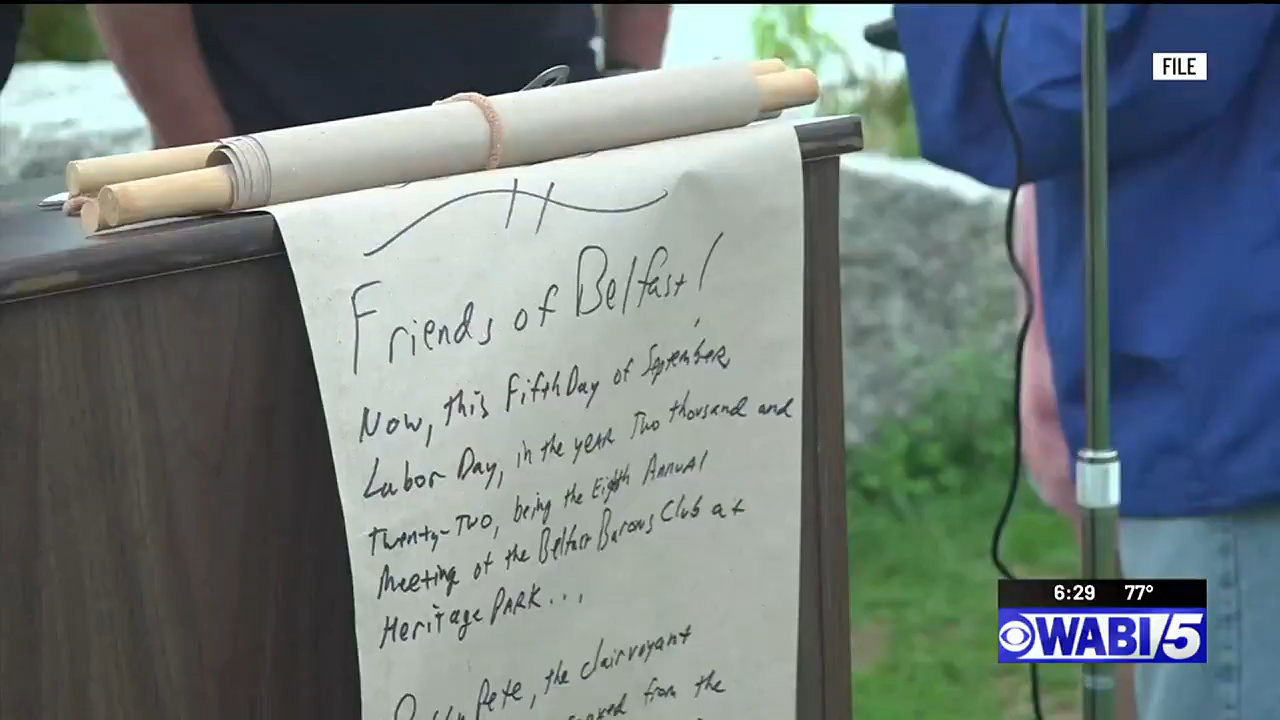 FILE
Friends of Belfast!
Now, this Fifth Day of September,
Labor Day, in the year Two thousand and
Twenty-Two, being the Eighth Annual
Meeting of the Belfast Barons Club at
Heritage PARK...
Pete, the clairvoyant
from the
6:29 77°
WABI 5